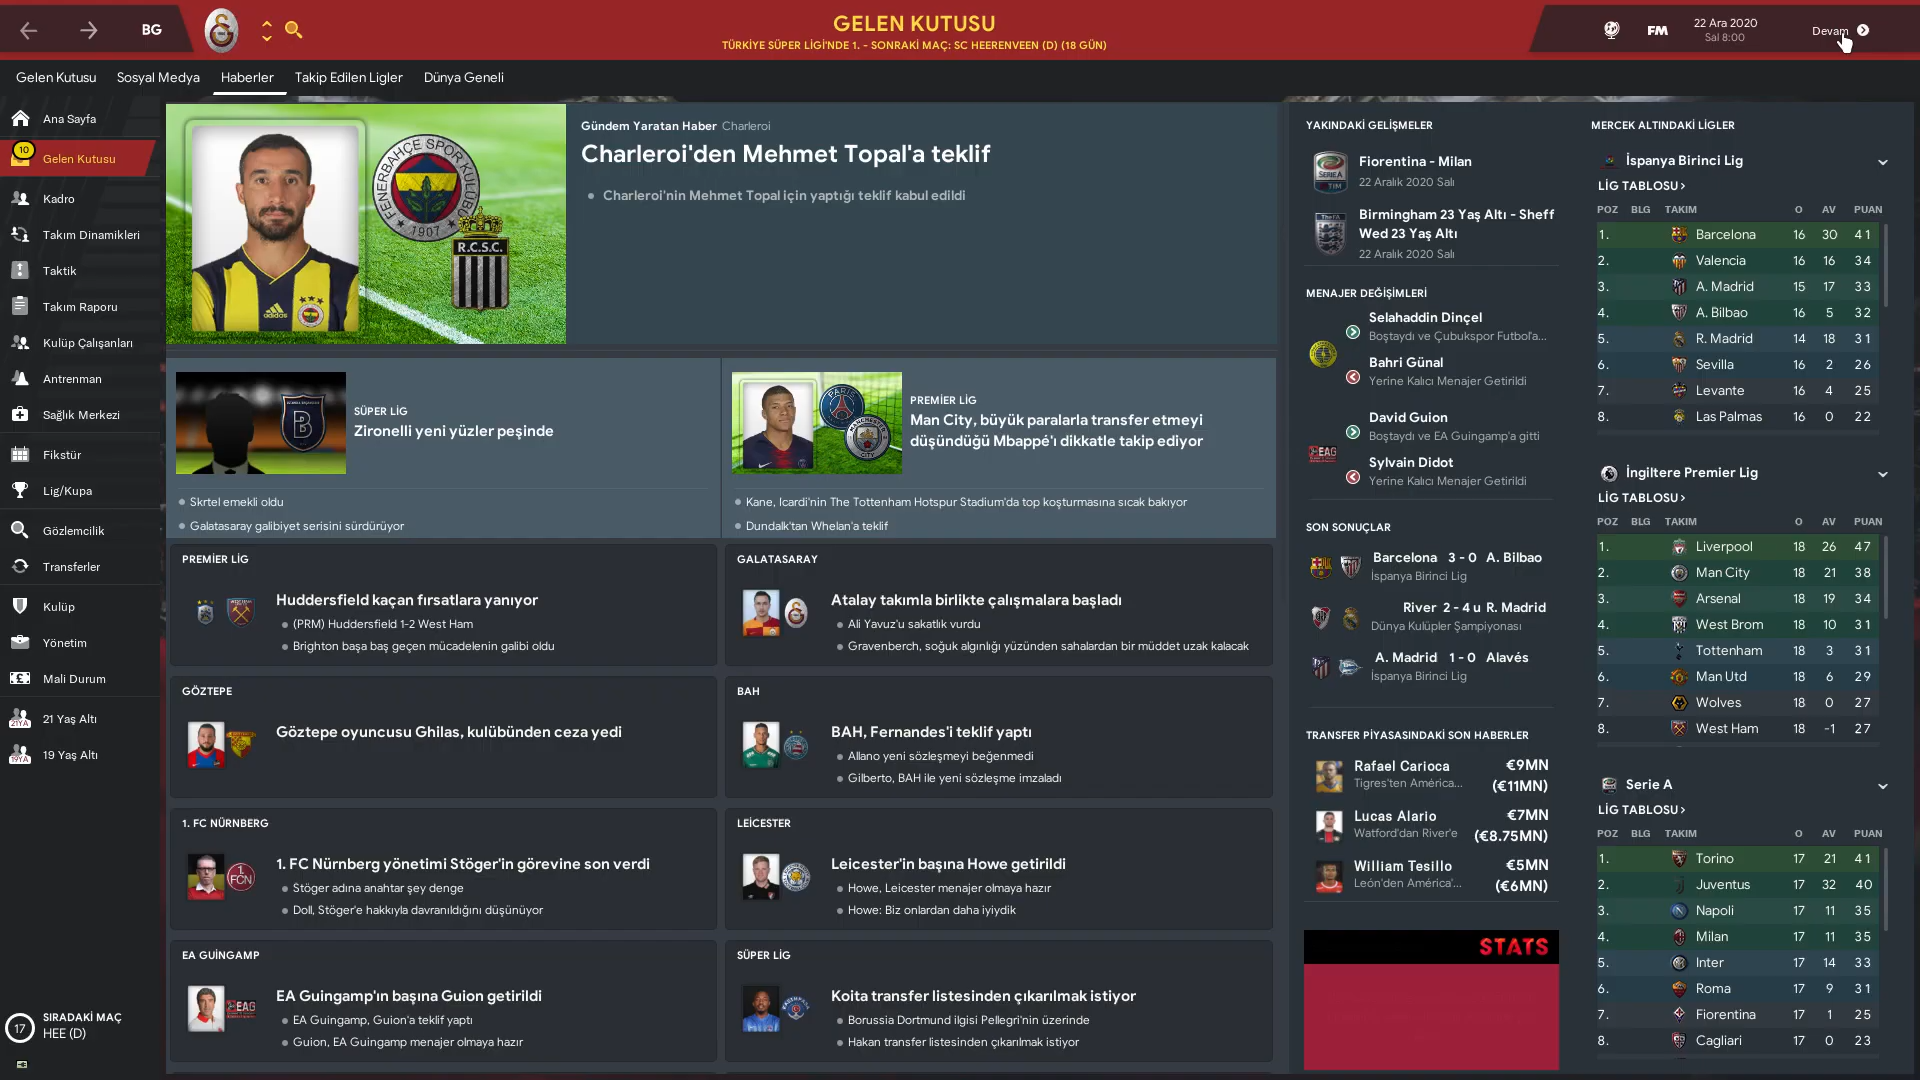 BG
GELEN KUTUSU
TÜRKİYE SÜPER LİGİ'NDE 1. - SONRAKİ MAÇ: SC HEERENVEEN (D) (18 GÜN)
FM
22 Ara 2020
Sal 8:00
Devam
Gelen Kutusu
Sosyal Medya
Haberler
Takip Edilen Ligler
Dünya Geneli
Ana Sayfa
10
Gelen Kutusu
Kadro
Takım Dinamikleri
Taktik
Takım Raporu
Kulüp Çalışanları
Antrenman
Sağlık Merkezi
Fikstür
Lig/Kupa
Gözlemcilik
Transferler
Kulüp
Yönetim
Mali Durum
21YA
21 Yaş Altı
19YA
19 Yaş Altı
17
SIRADAKİ MAÇ
HEE (D)
FENERBAHÇE SPOR KULÜBÜ
1907
R.C.S.C.
adidas
Gündem Yaratan Haber Charleroi
Charleroi'den Mehmet Topal'a teklif
Charleroi'nin Mehmet Topal için yaptığı teklif kabul edildi
SÜPER LİG
Zironelli yeni yüzler peşinde
Skrtel emekli oldu
Galatasaray galibiyet serisini sürdürüyor
PREMİER LİG
Man City, büyük paralarla transfer etmeyi
düşündüğü Mbappé'ı dikkatle takip ediyor
Kane, Icardi'nin The Tottenham Hotspur Stadium'da top koşturmasına sıcak bakıyor
Dundalk'tan Whelan'a teklif
PREMİER LİG
Huddersfield kaçan fırsatlara yanıyor
(PRM) Huddersfield 1-2 West Ham
Brighton başa baş geçen mücadelenin galibi oldu
GALATASARAY
Atalay takımla birlikte çalışmalara başladı
Ali Yavuz'u sakatlık vurdu
Gravenberch, soğuk algınlığı yüzünden sahalardan bir müddet uzak kalacak
GÖZTEPE
Göztepe oyuncusu Ghilas, kulübünden ceza yedi
BAH
BAH, Fernandes'i teklif yaptı
Allano yeni sözleşmeyi beğenmedi
Gilberto, BAH ile yeni sözleşme imzaladı
1. FC NÜRNBERG
1. FC Nürnberg yönetimi Stöger'in görevine son verdi
Stöger adına anahtar şey denge
Doll, Stöger'e hakkıyla davranıldığını düşünüyor
LEİCESTER
Leicester'in başına Howe getirildi
Howe, Leicester menajer olmaya hazır
Howe: Biz onlardan daha iyiydik
EA GUİNGAMP
EA Guingamp'ın başına Guion getirildi
EA Guingamp, Guion'a teklif yaptı
Guion, EA Guingamp menajer olmaya hazır
SÜPER LİG
Koita transfer listesinden çıkarılmak istiyor
Borussia Dortmund ilgisi Pellegri'nin üzerinde
Hakan transfer listesinden çıkarılmak istiyor
YAKINDAKİ GELİŞMELER
Fiorentina - Milan
22 Aralık 2020 Salı
Birmingham 23 Yaş Altı - Sheff
Wed 23 Yaş Altı
22 Aralık 2020 Salı
MENAJER DEĞİŞİMLERİ
Selahaddin Dinçel
Boştaydı ve Çubukspor Futbol'a...
Bahri Günal
Yerine Kalıcı Menajer Getirildi
David Guion
Boştaydı ve EA Guingamp'a gitti
Sylvain Didot
Yerine Kalıcı Menajer Getirildi
SON SONUÇLAR
Barcelona 3 - 0 A. Bilbao
İspanya Birinci Lig
River 2 - 4 u R. Madrid
Dünya Kulüpler Şampiyonası
A. Madrid 1 - 0 Alavés
İspanya Birinci Lig
TRANSFER PİYASASINDAKİ SON HABERLER
Rafael Carioca €9MN
Tigres'ten América... (€11MN)
Lucas Alario €7MN
Watford'dan River'e (€8.75MN)
William Tesillo €5MN
León'den América'... (€6MN)
STATS
MERCEK ALTINDAKİ LİGLER
İspanya Birinci Lig
LİG TABLOSU ›
POZ BLG TAKIM O AV PUAN
1. Barcelona 16 30 41
2. Valencia 16 16 34
3. A. Madrid 15 17 33
4. A. Bilbao 16 5 32
5. R. Madrid 14 18 31
6. Sevilla 16 2 26
7. Levante 16 4 25
8. Las Palmas 16 0 22
İngiltere Premier Lig
LİG TABLOSU ›
POZ BLG TAKIM O AV PUAN
1. Liverpool 18 26 47
2. Man City 18 21 38
3. Arsenal 18 19 34
4. West Brom 18 10 31
5. Tottenham 18 3 31
6. Man Utd 18 6 29
7. Wolves 18 0 27
8. West Ham 18 -1 27
Serie A
LİG TABLOSU ›
POZ BLG TAKIM O AV PUAN
1. Torino 17 21 41
2. Juventus 17 32 40
3. Napoli 17 11 35
4. Milan 17 11 35
5. Inter 17 14 33
6. Roma 17 9 31
7. Fiorentina 17 1 25
8. Cagliari 17 0 23